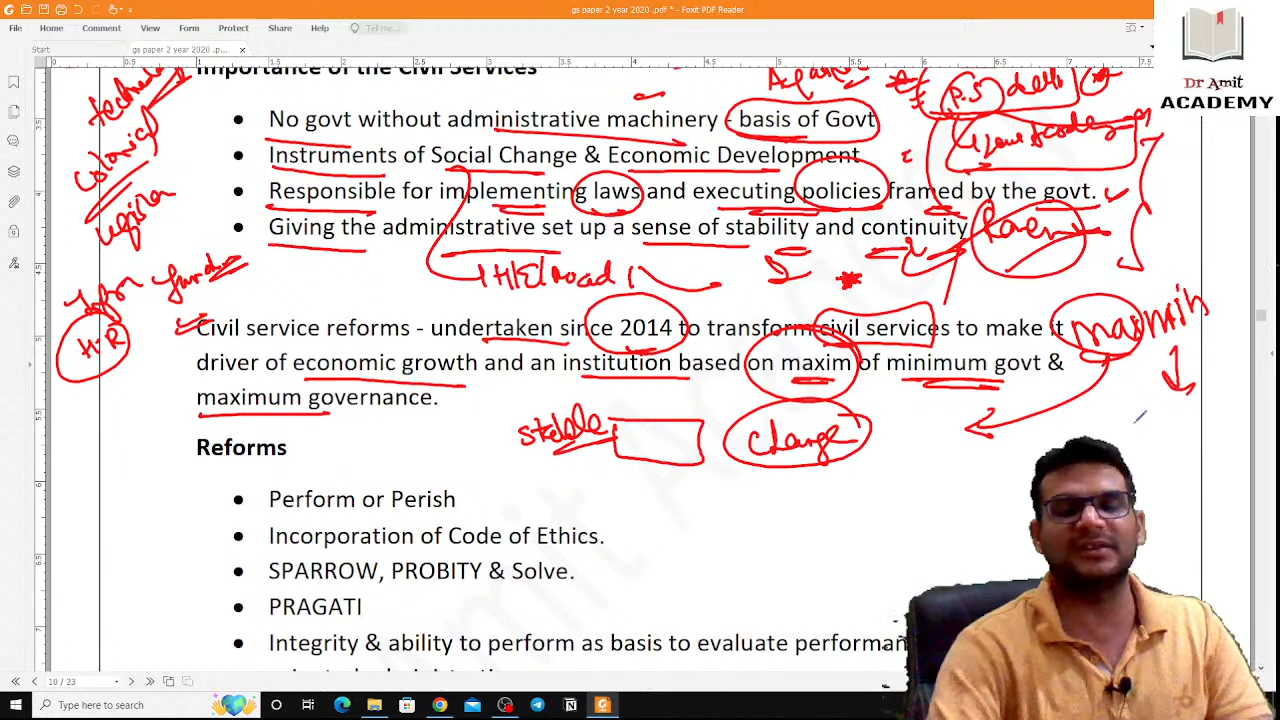 gs paper 2 year 2020 .pdf * - Foxit PDF Reader
File Home Comment View Form Protect Share Help Tell me...
Start gs paper 2 year 2020 .p...
Dr Amit
ACADEMY
Importance of the Civil Services
P.S
No govt without administrative machinery - basis of Govt
Colonial
Instruments of Social Change & Economic Development
Responsible for implementing laws and executing policies framed by the govt.
Giving the administrative set up a sense of stability and continuity
H/E/road
H.R
Civil service reforms - undertaken since 2014 to transform civil services to make it
driver of economic growth and an institution based on maxim of minimum govt &
maximum governance.
stable change
Reforms
Perform or Perish
Incorporation of Code of Ethics.
SPARROW, PROBITY & Solve.
PRAGATI
Integrity & ability to perform as basis to evaluate performan
10 / 23
Type here to search